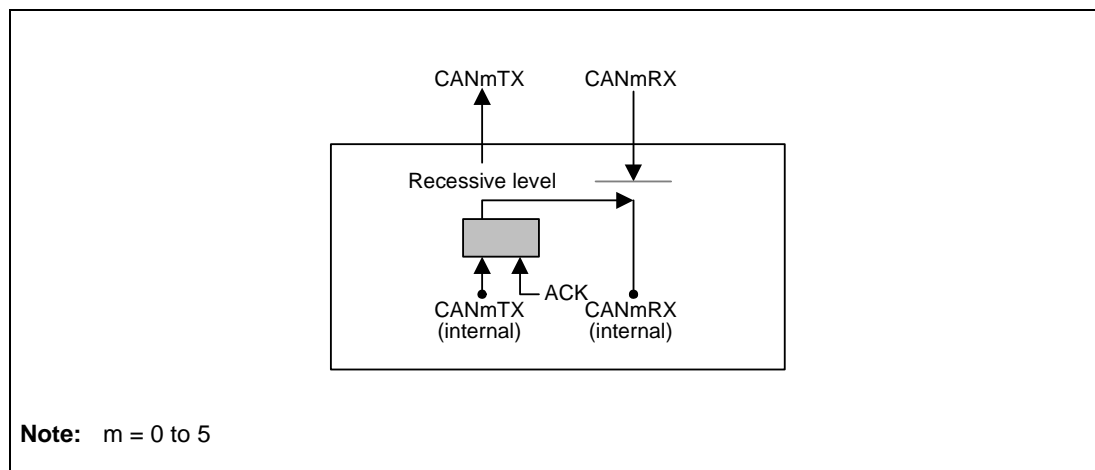 CANmTX CANmRX
Recessive level
ACK
CANmTX CANmRX
(internal) (internal)
Note: m = 0 to 5